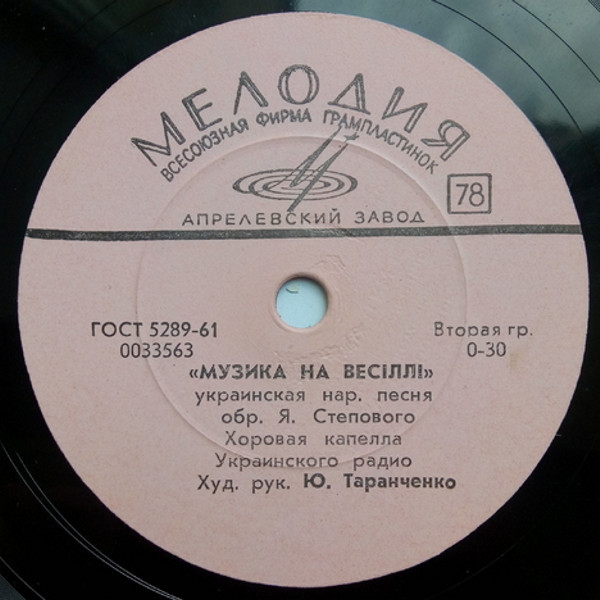 МЕЛОДИЯ
ВСЕСОЮЗНАЯ ФИРМА ГРАМПЛАСТИНОК
78
АПРЕЛЕВСКИЙ ЗАВОД
ГОСТ 5289-61 Вторая гр.
0033563 0-30
«МУЗИКА НА ВЕСІЛЛІ»
украинская нар. песня
обр. Я. Степового
Хоровая капелла
Украинского радио
Худ. рук. Ю. Таранченко